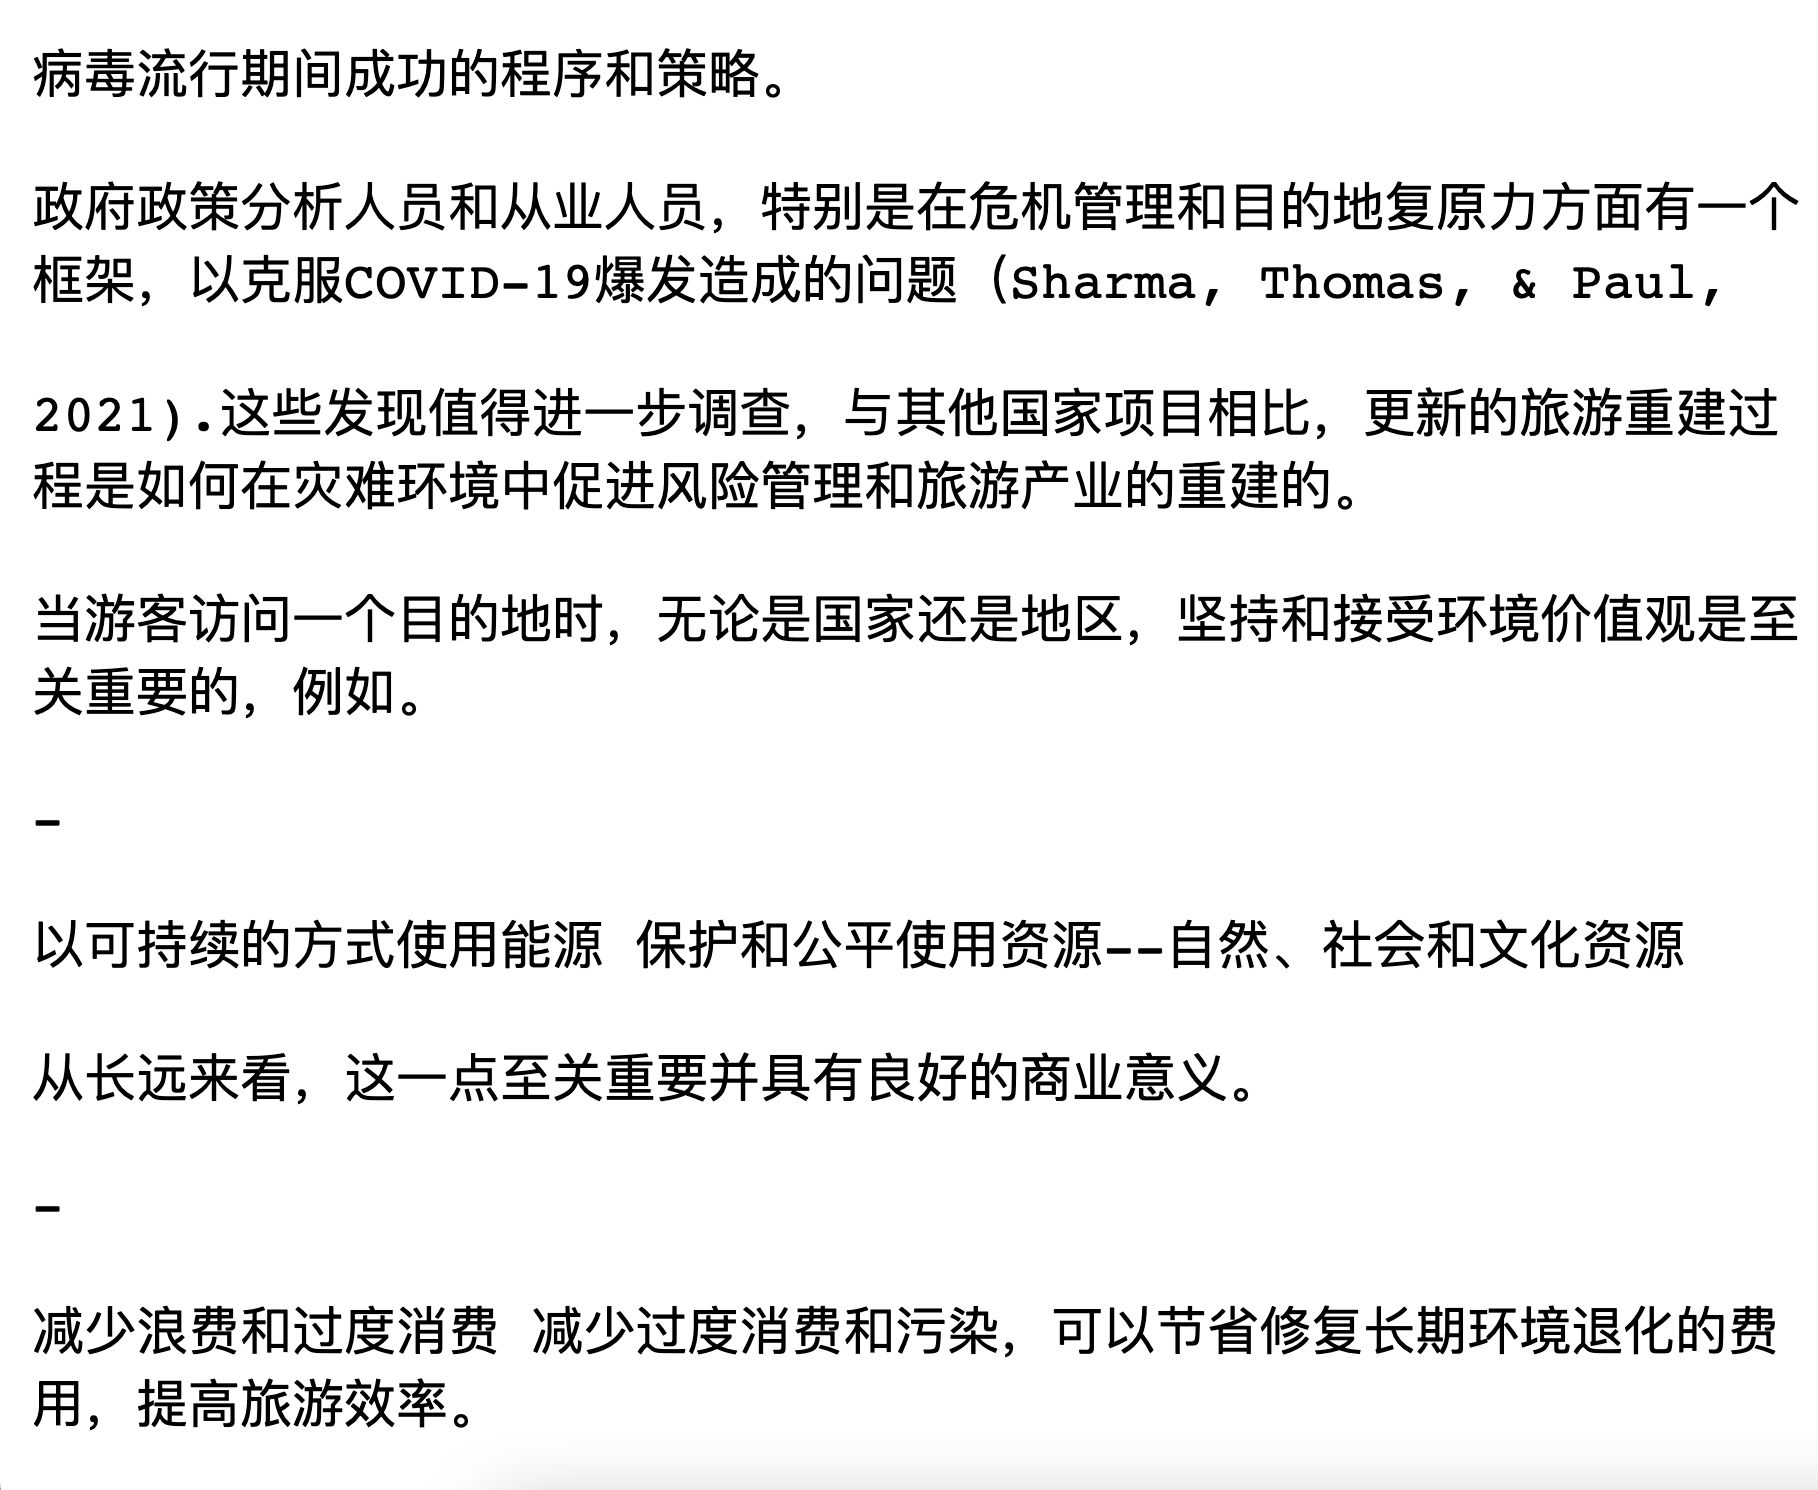 病毒流行期间成功的程序和策略。
政府政策分析人员和从业人员，特别是在危机管理和目的地复原力方面有一个
框架，以克服COVID-19爆发造成的问题（Sharma, Thomas, & Paul,
2021).这些发现值得进一步调查，与其他国家项目相比，更新的旅游重建过
程是如何在灾难环境中促进风险管理和旅游产业的重建的。
当游客访问一个目的地时，无论是国家还是地区，坚持和接受环境价值观是至
关重要的，例如。
-
以可持续的方式使用能源 保护和公平使用资源--自然、社会和文化资源
从长远来看，这一点至关重要并具有良好的商业意义。
-
减少浪费和过度消费 减少过度消费和污染，可以节省修复长期环境退化的费
用，提高旅游效率。